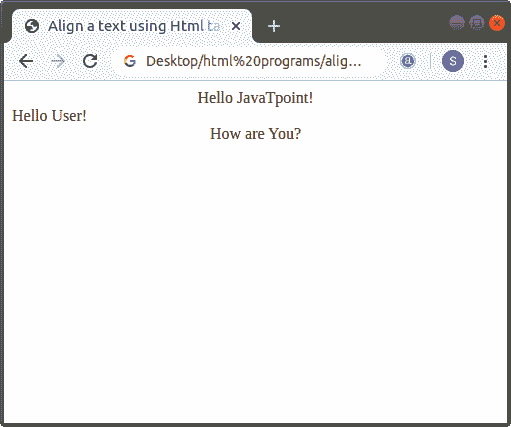 Align a text using Html ta
Desktop/html%20programs/alig...
a
S
Hello JavaTpoint!
Hello User!
How are You?